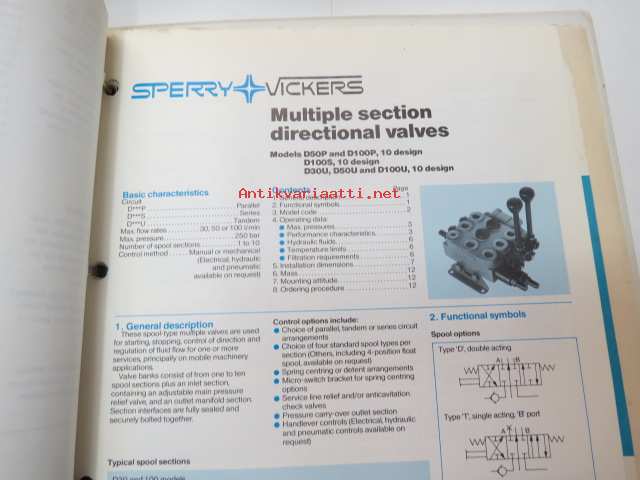 SPERRY VICKERS
Multiple section
directional valves
Models D50P and D100P, 10 design
D100S, 10 design
D30U, D50U and D100U, 10 design
Antikvariaatti.net
Basic characteristics
Circuit
D***P Parallel
D***S Series
D***U Tandem
Max. flow rates 30, 50 or 100 l/min
Max. pressure 250 bar
Number of spool sections 1 to 10
Control method Manual or mechanical
(Electrical, hydraulic
and pneumatic
available on request)
Contents Page
1. General description 1
2. Functional symbols 1
3. Model code 2
4. Operating data:
● Max. pressures 3
● Performance characteristics 3
● Hydraulic fluids 6
● Temperature limits 6
● Filtration requirements 6
5. Installation dimensions 7
6. Mass 12
7. Mounting attitude 12
8. Ordering procedure 12
1. General description
These spool-type multiple valves are used
for starting, stopping, control of direction and
regulation of fluid flow for one or more
services, principally on mobile machinery
applications.
Valve banks consist of from one to ten
spool sections plus an inlet section,
containing an adjustable main pressure
relief valve, and an outlet manifold section.
Section interfaces are fully sealed and
securely bolted together.
Control options include:
● Choice of parallel, tandem or series circuit
arrangements
● Choice of four standard spool types per
section (Others, including 4-position float
spool, available on request)
● Spring centring or detent arrangements
● Micro-switch bracket for spring centring
options
● Service line relief and/or anticavitation
check valves
● Pressure carry-over outlet section
● Handlever controls (Electrical, hydraulic
and pneumatic controls available on
request)
2. Functional symbols
Spool options
Type 'D', double acting
A B
Type 'T', single acting, 'B' port
A B
Typical spool sections
D30 and 100 models